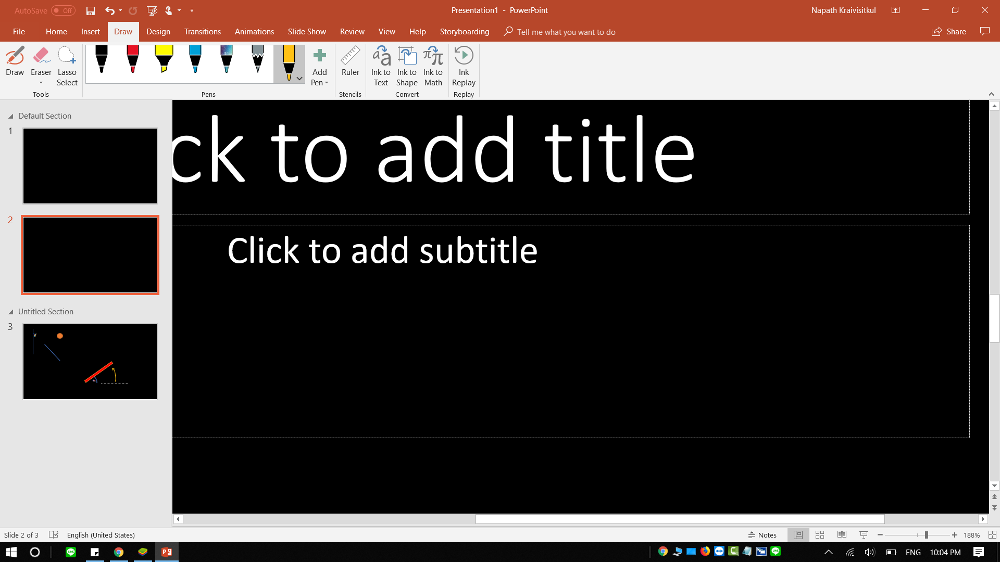 AutoSave Off
Presentation1 - PowerPoint
Napath Kraivisitkul
File Home Insert Draw Design Transitions Animations Slide Show Review View Help Storyboarding Tell me what you want to do Share
Draw Eraser Lasso Select
Add Pen
Ruler
Ink to Text
Ink to Shape
Ink to Math
Ink Replay
Tools Pens Stencils Convert Replay
Default Section
1
2
Untitled Section
3
V
ck to add title
Click to add subtitle
Slide 2 of 3 English (United States) Notes 188%
ENG 10:04 PM